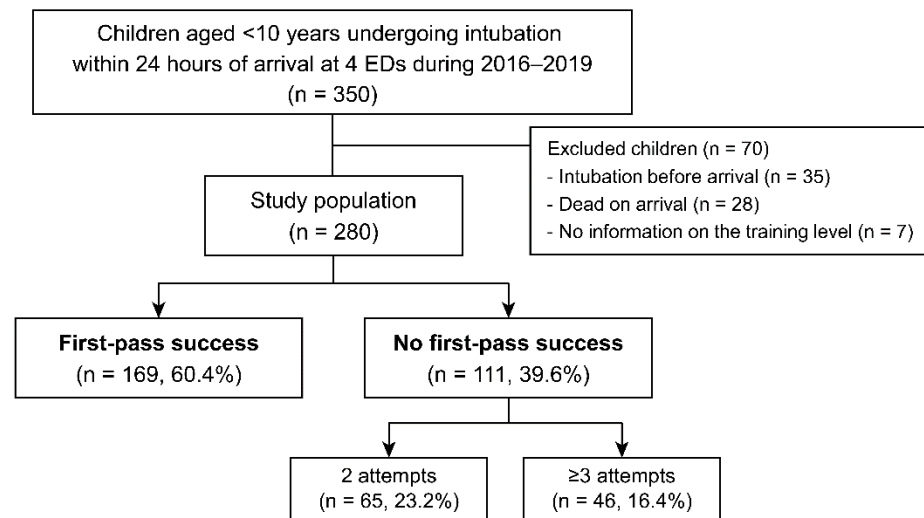 Children aged <10 years undergoing intubation
within 24 hours of arrival at 4 EDs during 2016–2019
(n = 350)
Excluded children (n = 70)
- Intubation before arrival (n = 35)
- Dead on arrival (n = 28)
- No information on the training level (n = 7)
Study population
(n = 280)
First-pass success
(n = 169, 60.4%)
No first-pass success
(n = 111, 39.6%)
2 attempts
(n = 65, 23.2%)
≥3 attempts
(n = 46, 16.4%)